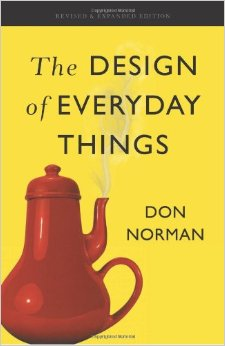 REVISED & EXPANDED EDITION
The DESIGN
of EVERYDAY
THINGS
DON
NORMAN